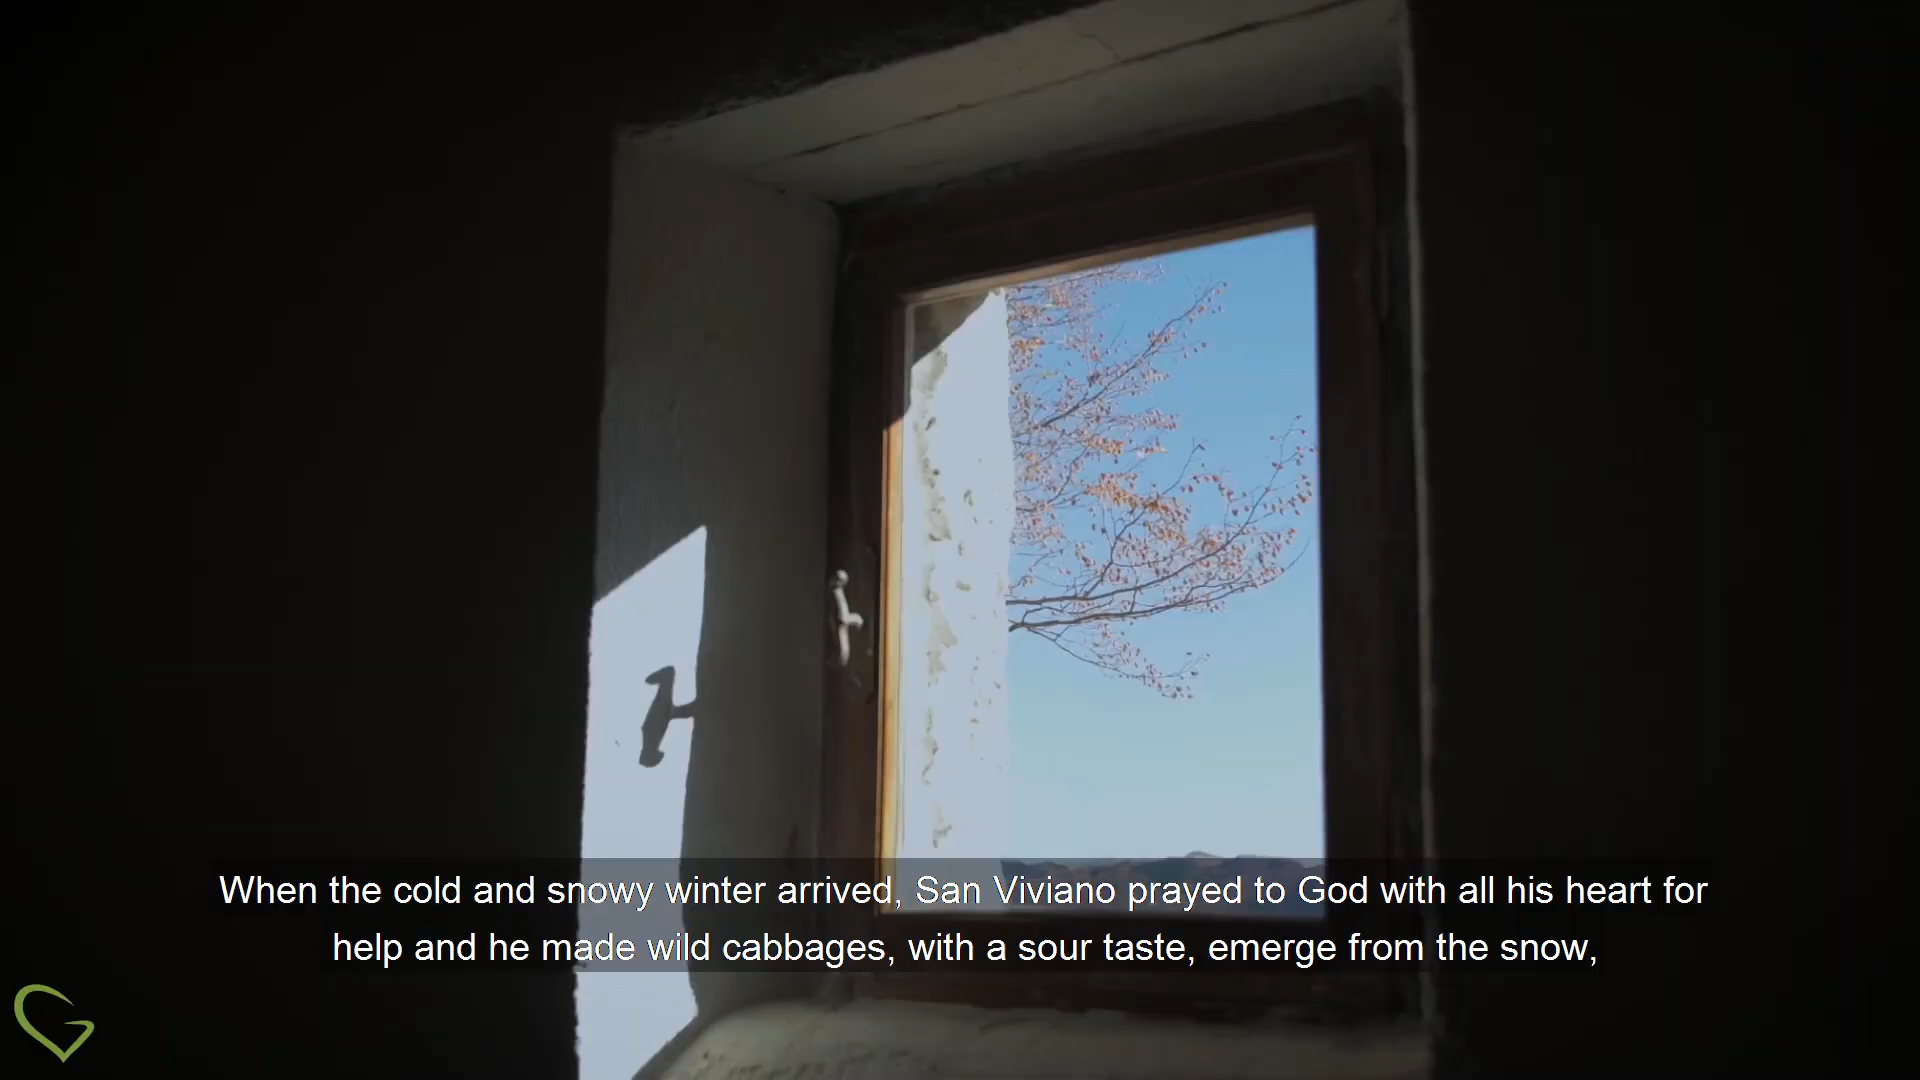 When the cold and snowy winter arrived, San Viviano prayed to God with all his heart for
help and he made wild cabbages, with a sour taste, emerge from the snow,